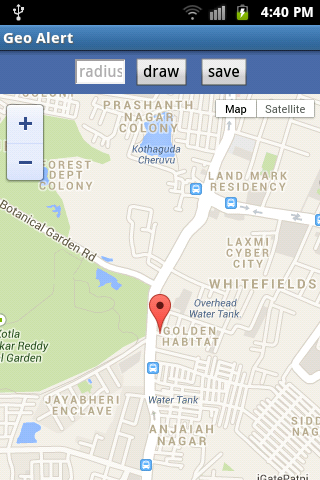 4:40 PM
Geo Alert
radius draw save
Map Satellite
+
−
PRASHANTH
NAGAR
COLONY
Kothaguda
Cheruvu
FOREST
DEPT
COLONY
LAND MARK
RESIDENCY
Botanical Garden Rd
LAXMI
CYBER
CITY
WHITEFIELDS
Overhead
Water Tank
GOLDEN
HABITAT
Kotla
kar Reddy
l Garden
JAYABHERI
ENCLAVE
Water Tank
ANJAIAH
NAGAR
SIDD
NAG
iGatePatni